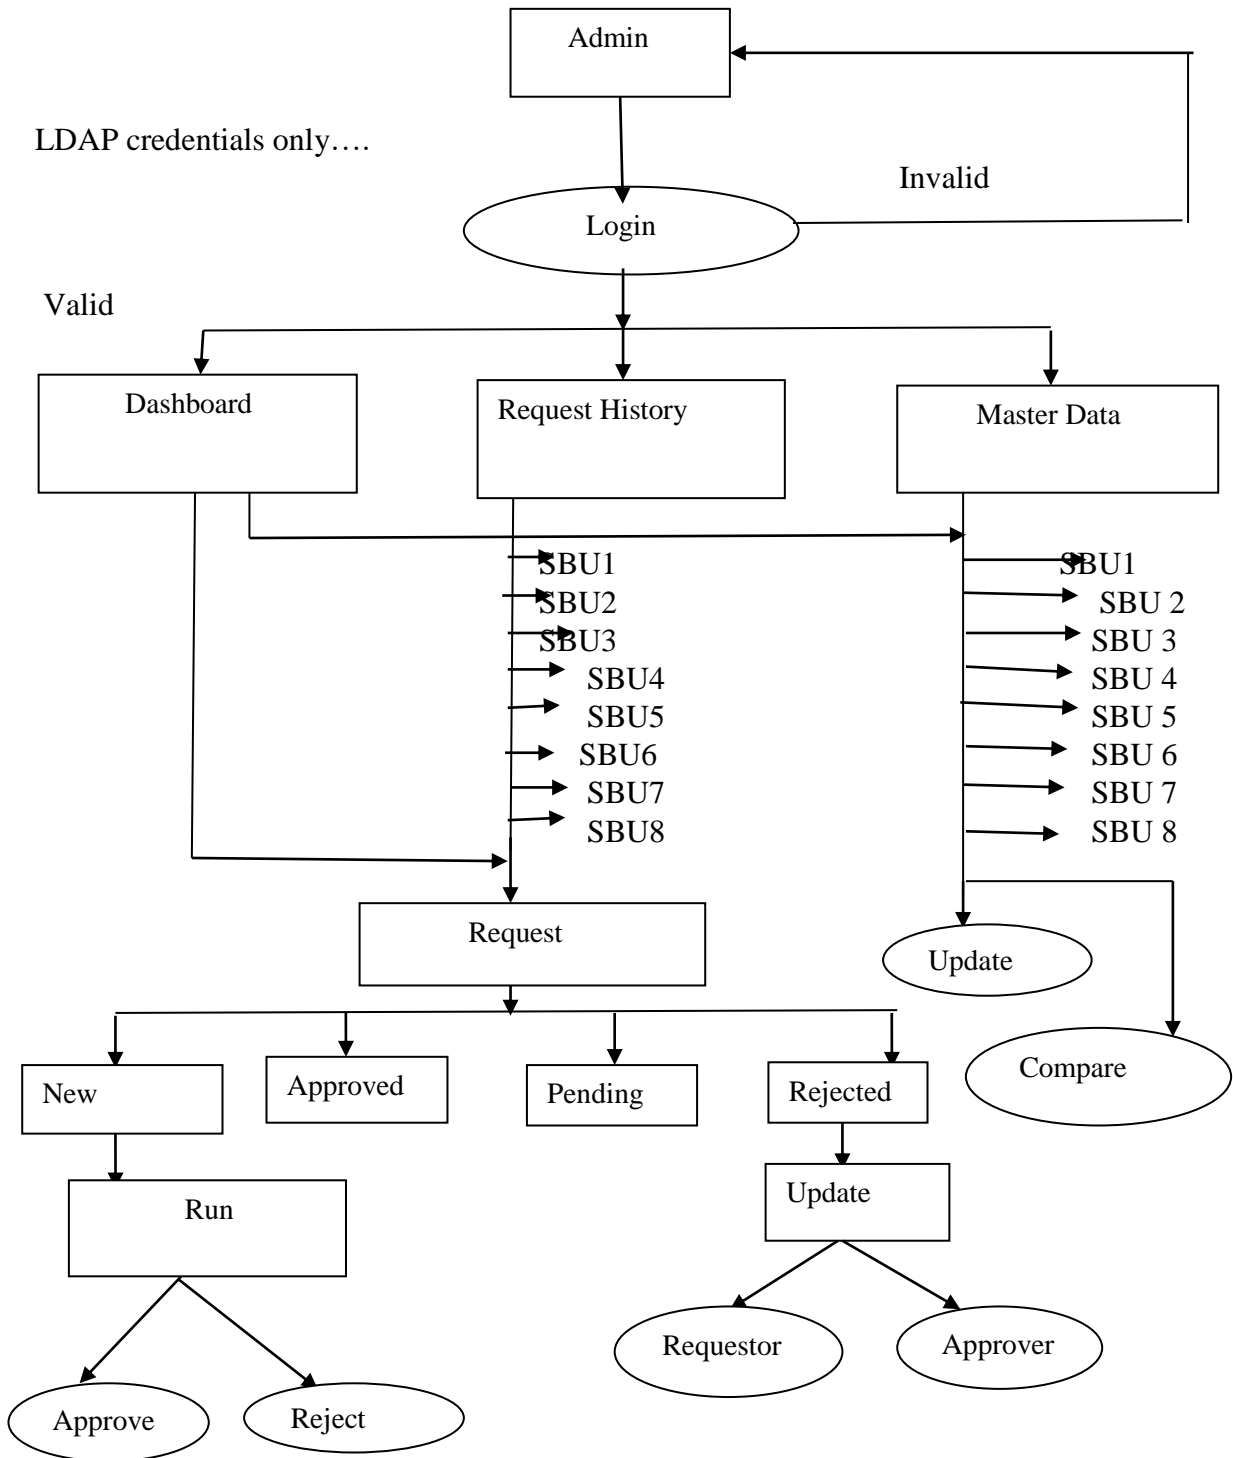 Admin
LDAP credentials only….
Invalid
Login
Valid
Dashboard
Request History
Master Data
SBU1
SBU2
SBU3
SBU4
SBU5
SBU6
SBU7
SBU8
SBU1
SBU 2
SBU 3
SBU 4
SBU 5
SBU 6
SBU 7
SBU 8
Request
Update
Compare
New
Approved
Pending
Rejected
Run
Update
Requestor
Approver
Approve
Reject